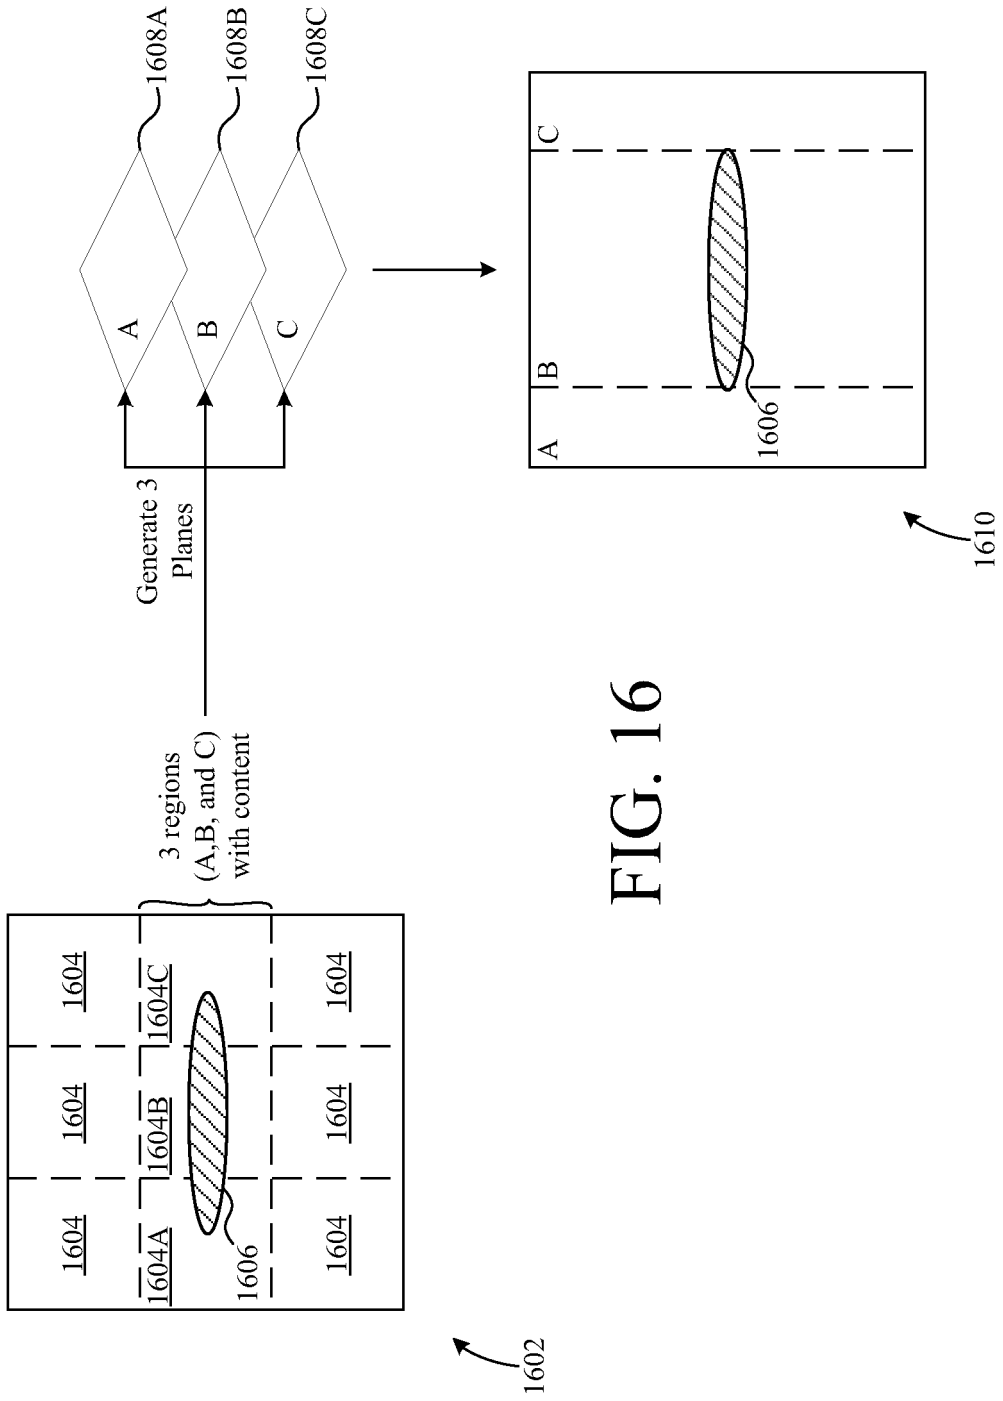 1604
1604
1604
1604A
1604B
1604C
1606
1604
1604
1604
1602
3 regions
(A,B, and C)
with content
Generate 3
Planes
A
B
C
1608A
1608B
1608C
A
B
C
1606
1610
FIG. 16